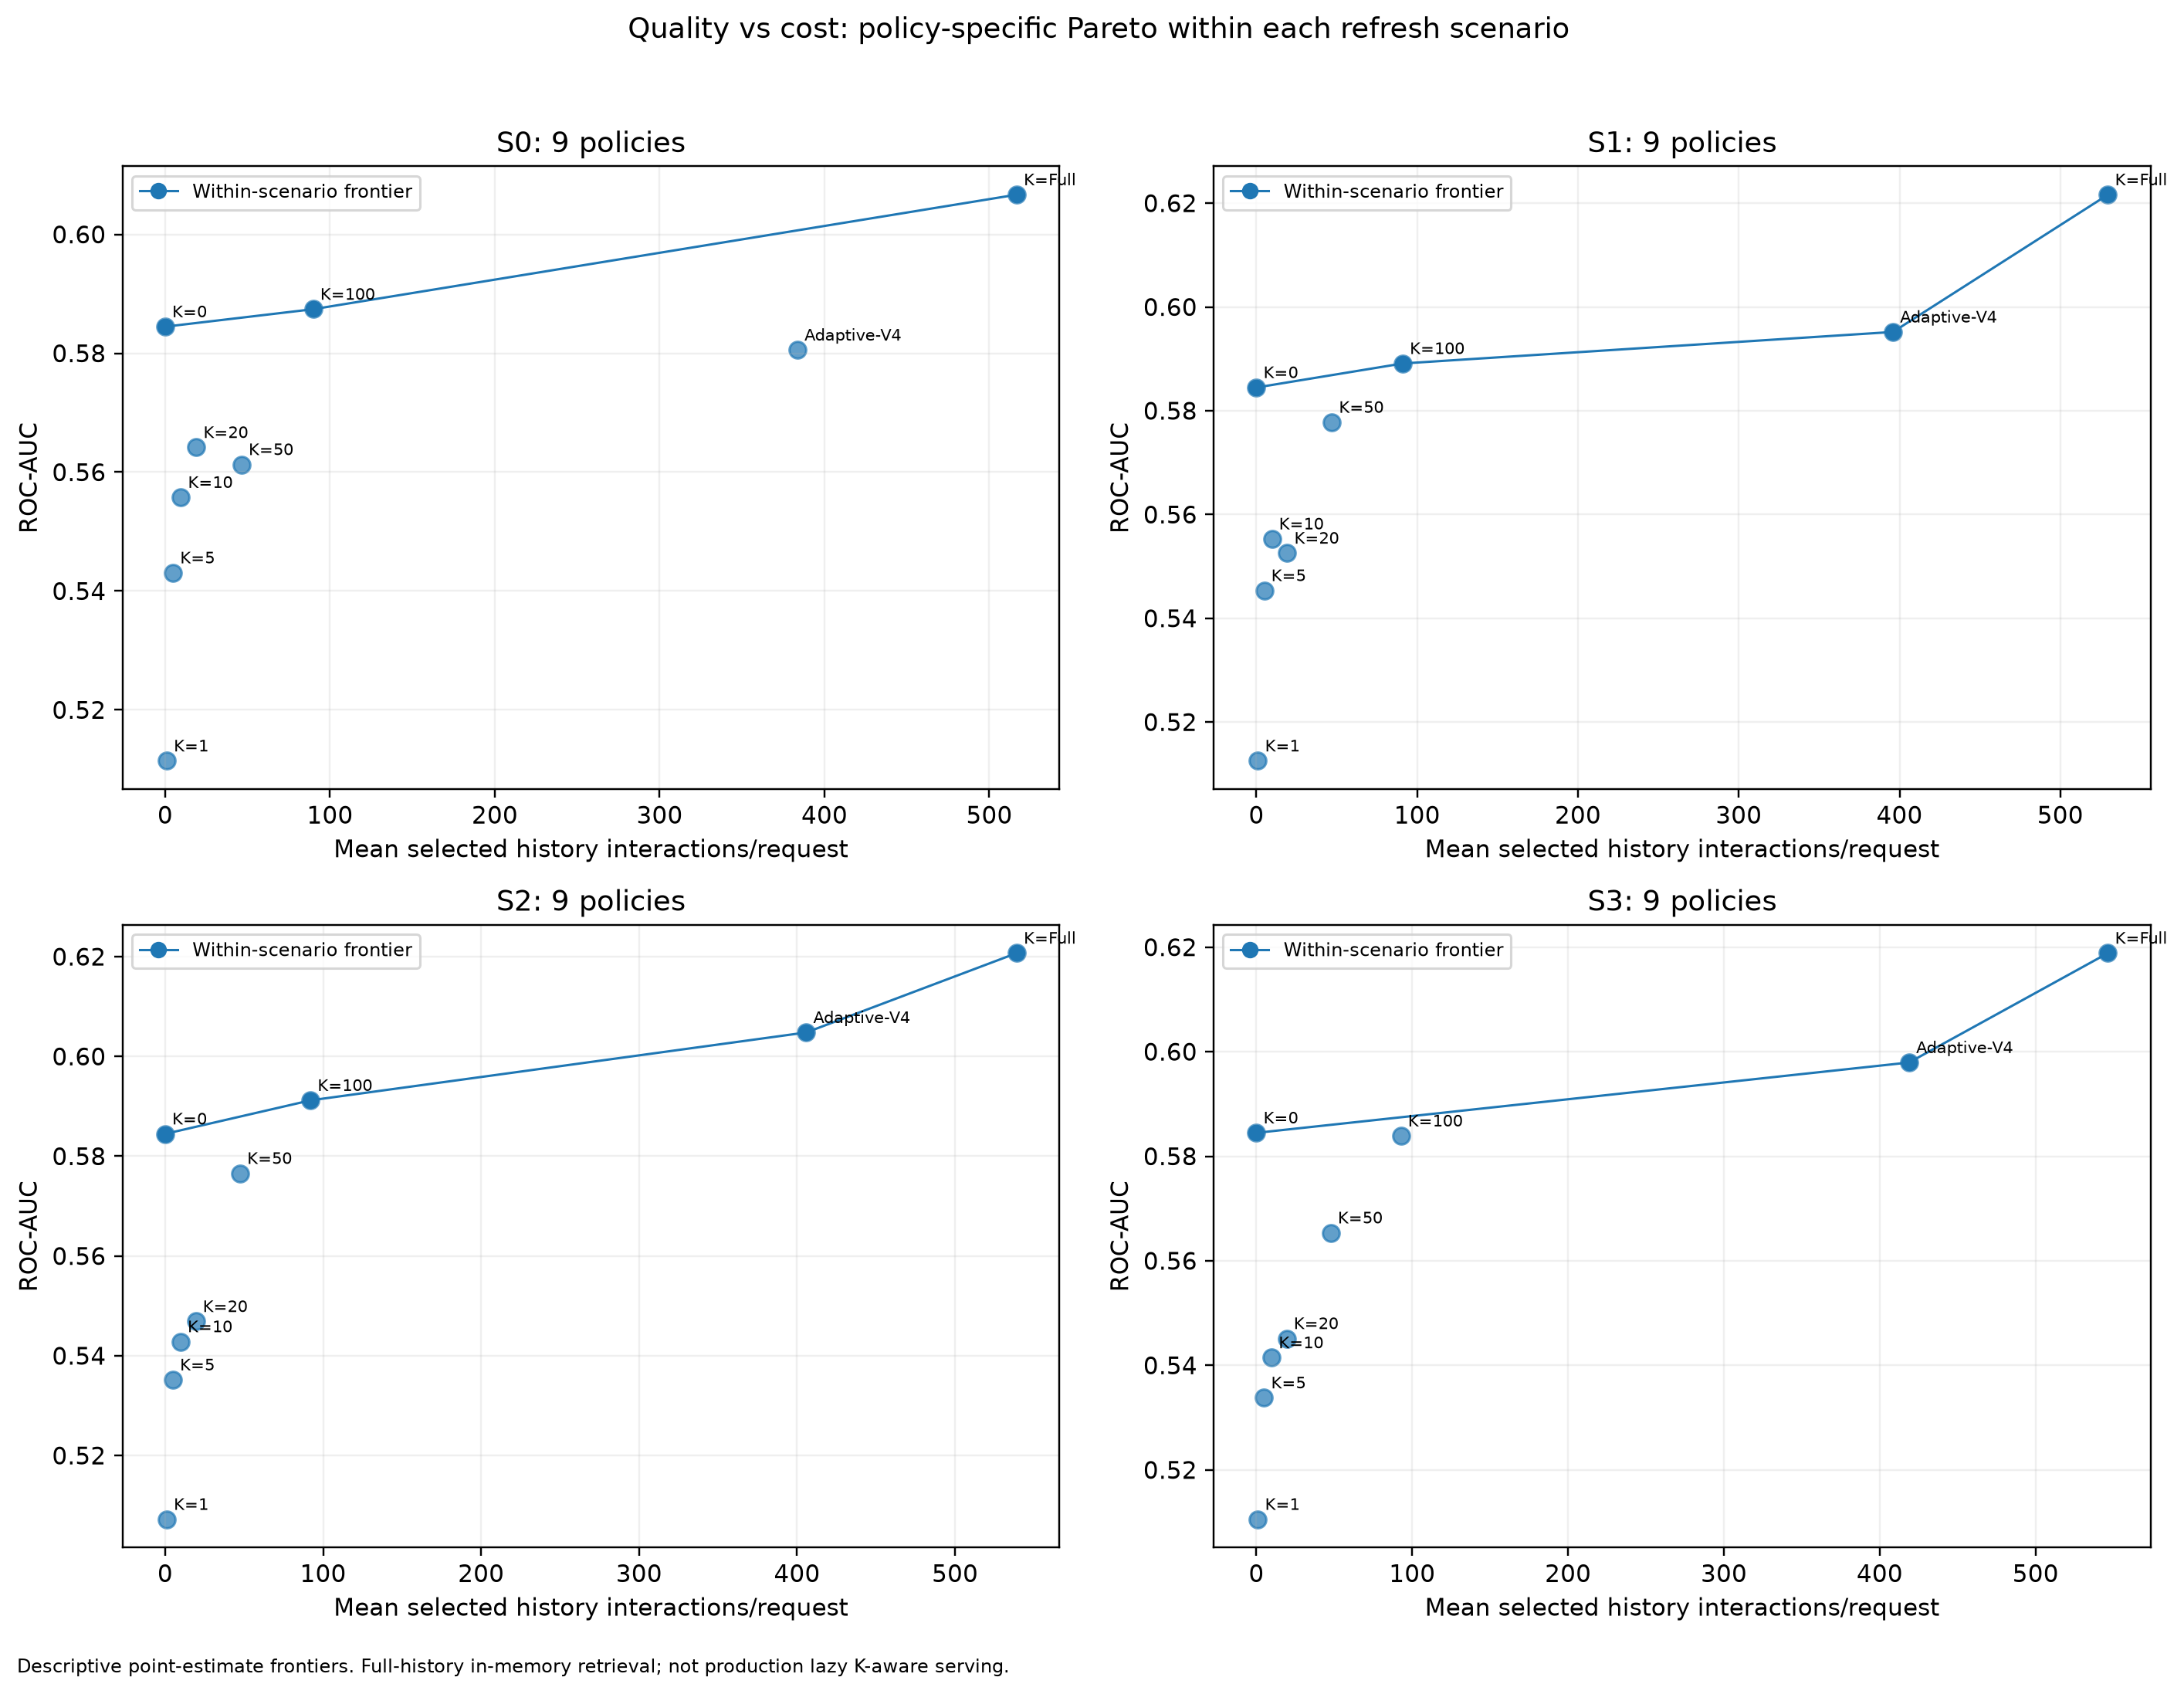 Quality vs cost: policy-specific Pareto within each refresh scenario
S0: 9 policies
Within-scenario frontier
K=Full
K=100
K=0
Adaptive-V4
K=20
K=50
K=10
K=5
K=1
0.60
0.58
0.56
0.54
0.52
ROC-AUC
0 100 200 300 400 500
Mean selected history interactions/request
S1: 9 policies
Within-scenario frontier
K=Full
Adaptive-V4
K=100
K=0
K=50
K=10
K=20
K=5
K=1
0.62
0.60
0.58
0.56
0.54
0.52
ROC-AUC
0 100 200 300 400 500
Mean selected history interactions/request
S2: 9 policies
Within-scenario frontier
K=Full
Adaptive-V4
K=100
K=0
K=50
K=20
K=10
K=5
K=1
0.62
0.60
0.58
0.56
0.54
0.52
ROC-AUC
0 100 200 300 400 500
Mean selected history interactions/request
S3: 9 policies
Within-scenario frontier
K=Full
Adaptive-V4
K=0
K=100
K=50
K=20
K=10
K=5
K=1
0.62
0.60
0.58
0.56
0.54
0.52
ROC-AUC
0 100 200 300 400 500
Mean selected history interactions/request
Descriptive point-estimate frontiers. Full-history in-memory retrieval; not production lazy K-aware serving.